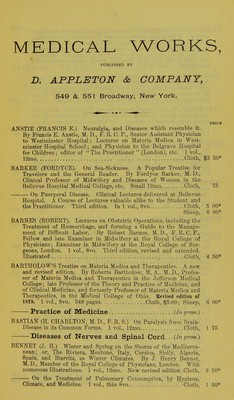 MEDICAL WORKS,
PUBLISHED BY
D. APPLETON & COMPANY,
549 & 551 Broadway, New York.
PRICE
ANSTIE (FRANCIS E.) Neuralgia, and Diseases which resemble it.
By Francis E. Anstie, M. D., F. R. C. P., Senior Assistant Physician
to Westminster Hospital; Lecturer on Materia Medica in West-
minster Hospital School; and Physician to the Belgrave Hospital
for Children; editor of "The Practitioner" (London), etc. 1 vol.,
12mo. Cloth, $2 50*
BARKER (FORDYCE). On Sea-Sickness. A Popular Treatise for
Travelers and the General Reader. By Fordyce Barker, M. D.,
Clinical Professor of Midwifery and Diseases of Women in the
Bellevue Hospital Medical College, etc. Small 12mo. Cloth, 75
— On Puerperal Disease. Clinical Lectures delivered at Bellevue
Hospital. A Course of Lectures valuable alike to the Student and
the Practitioner. Third edition. In 1 vol., 8vo. Cloth, 5 00*
Sheep, 6 00*
BARNES (ROBERT). Lectures on Obstetric Operations, including the
Treatment of Hemorrhage, and forming a Guide to the Manage-
ment of Difficult Labor. By Robert Barnes, M. D., F. R. C. P.,
Fellow and late Examiner in Midwifery at the Royal College of
Physicians; Examiner in Midwifery at the Royal College of Sur-
geons, London. 1 vol., 8vo. Third edition, revised and extended.
Illustrated Cloth, 4 50*
BARTHOLOW'S Treatise on Materia Medica and Therapeutics. A new
and revised edition. By Roberts Bartholow, M. A., M. D., Profes-
sor of Materia Medica and Therapeutics in the Jefferson Medical
College; late Professor of the Theory and Practice of Medicine, and
of Clinical Medicine, and formerly Professor of Materia Medica and
Therapeutics, in the Medical College of Ohio. Revised edition of
1879. 1 vol., 8vo. 548 pages. Cloth, $5.00; Sheep, 6 00*
Practice of Medicine (In press.)
BASTIAN (H. CHARLTON, M. D., F. R. S.) On Paralysis from Brain-
Disease in its Common Forms. 1 vol., 12mo. Cloth, 1 75
Diseases of Nerves and Spinal Cord (In press.)
BENNET (J. H.) Winter and Spring on the Shores of the Mediterra-
nean; or, The Riviera, Mentone, Italy, Corsica, Sicily, Algeria,
Spain, and Biarritz, as Winter Climates. By J. Henry Bennet,
M. D., Member of the Royal College of Physicians, London. With
numerous Illustrations. 1 vol., 12mo. New revised edition. Cloth, 3 50*
— On the Treatment of Pulmonary Consumption, by Hygiene,
Climate, and Medicine. 1 vol., thin 8vo. Cloth, 1 50*